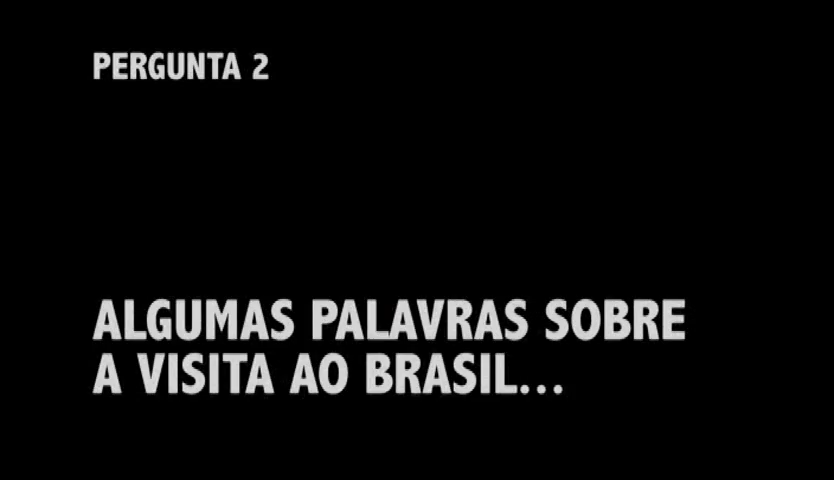 PERGUNTA 2
ALGUMAS PALAVRAS SOBRE
A VISITA AO BRASIL...